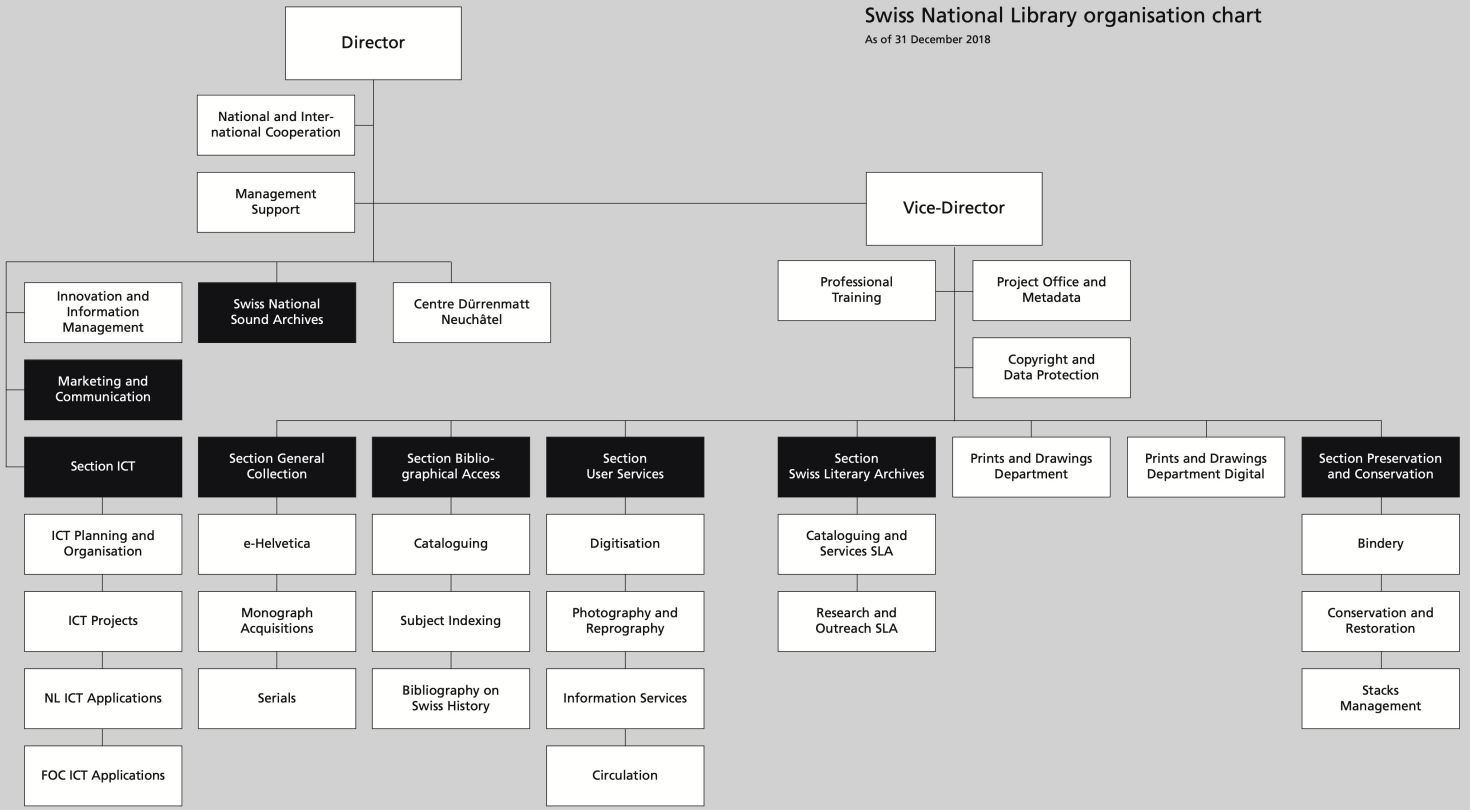 Swiss National Library organisation chart
As of 31 December 2018
Director
National and Inter-
national Cooperation
Management
Support
Vice-Director
Professional
Training
Project Office and
Metadata
Copyright and
Data Protection
Innovation and
Information
Management
Swiss National
Sound Archives
Centre Dürrenmatt
Neuchâtel
Marketing and
Communication
Section ICT
ICT Planning and
Organisation
ICT Projects
NL ICT Applications
FOC ICT Applications
Section General
Collection
e-Helvetica
Monograph
Acquisitions
Serials
Section Biblio-
graphical Access
Cataloguing
Subject Indexing
Bibliography on
Swiss History
Section
User Services
Digitisation
Photography and
Reprography
Information Services
Circulation
Section
Swiss Literary Archives
Cataloguing and
Services SLA
Research and
Outreach SLA
Prints and Drawings
Department
Prints and Drawings
Department Digital
Section Preservation
and Conservation
Bindery
Conservation and
Restoration
Stacks
Management